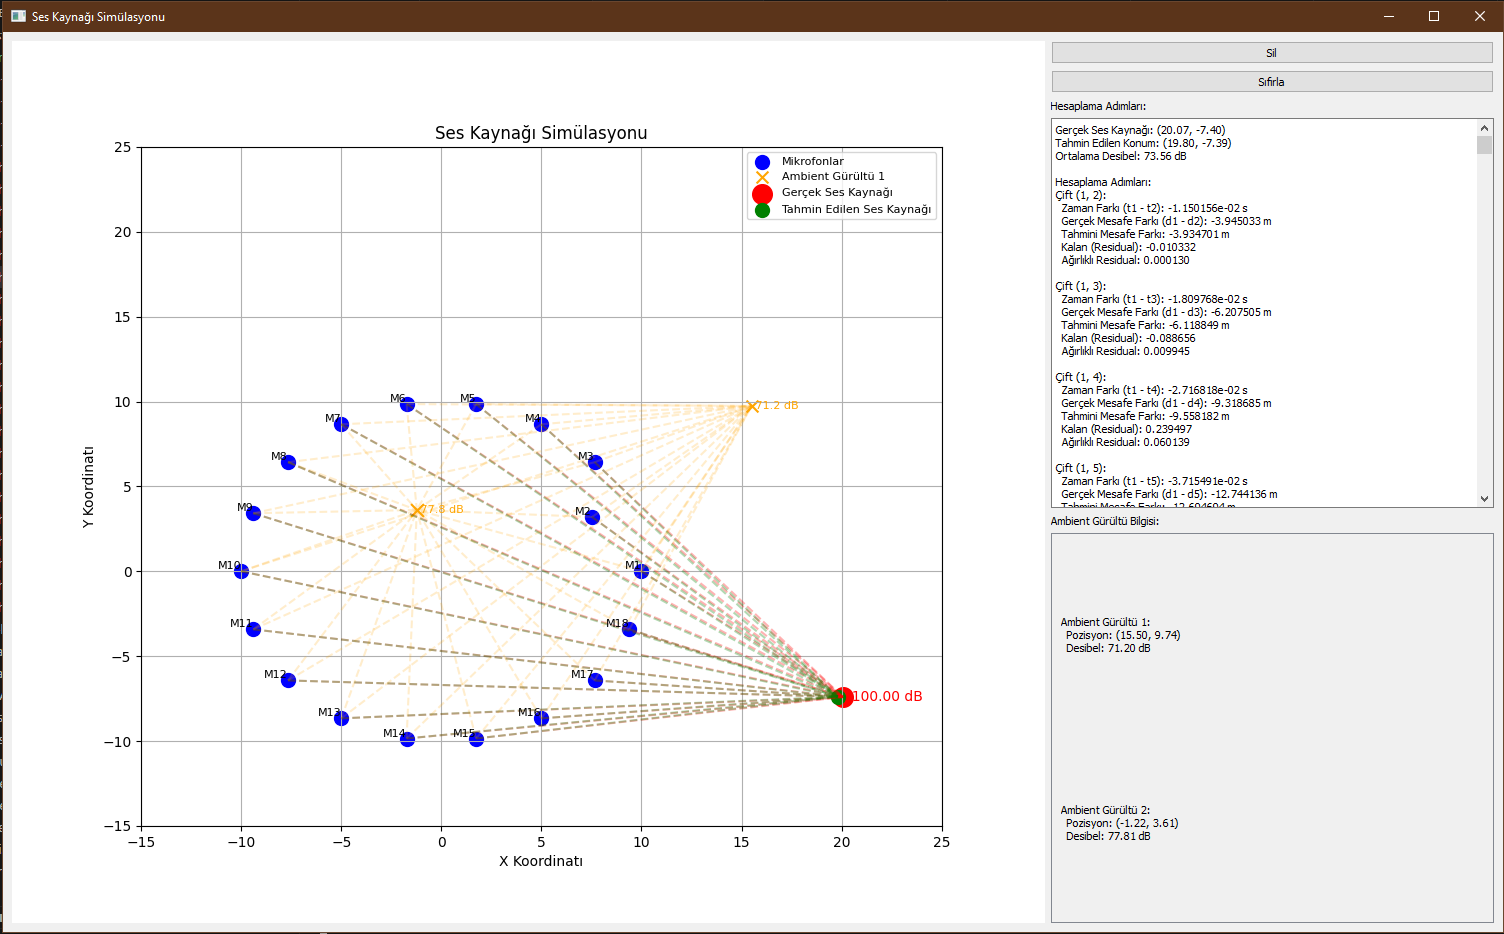 Ses Kaynağı Simülasyonu
Sil
Sıfırla
Hesaplama Adımları:
Gerçek Ses Kaynağı: (20.07, -7.40)
Tahmin Edilen Konum: (19.80, -7.39)
Ortalama Desibel: 73.56 dB
Hesaplama Adımları:
Çift (1, 2):
Zaman Farkı (t1 - t2): -1.150156e-02 s
Gerçek Mesafe Farkı (d1 - d2): -3.945033 m
Tahmini Mesafe Farkı: -3.934701 m
Kalan (Residual): -0.010332
Ağırlıklı Residual: 0.000130
Çift (1, 3):
Zaman Farkı (t1 - t3): -1.809768e-02 s
Gerçek Mesafe Farkı (d1 - d3): -6.207505 m
Tahmini Mesafe Farkı: -6.118849 m
Kalan (Residual): -0.088656
Ağırlıklı Residual: 0.009945
Çift (1, 4):
Zaman Farkı (t1 - t4): -2.716818e-02 s
Gerçek Mesafe Farkı (d1 - d4): -9.318685 m
Tahmini Mesafe Farkı: -9.558182 m
Kalan (Residual): 0.239497
Ağırlıklı Residual: 0.060139
Çift (1, 5):
Zaman Farkı (t1 - t5): -3.715491e-02 s
Gerçek Mesafe Farkı (d1 - d5): -12.744136 m
Ambient Gürültü Bilgisi:
Ambient Gürültü 1:
Pozisyon: (15.50, 9.74)
Desibel: 71.20 dB
Ambient Gürültü 2:
Pozisyon: (-1.22, 3.61)
Desibel: 77.81 dB
Ses Kaynağı Simülasyonu
Mikrofonlar
Ambient Gürültü 1
Gerçek Ses Kaynağı
Tahmin Edilen Ses Kaynağı
25
20
15
10
5
0
−5
−10
−15
Y Koordinatı
M6
M5
71.2 dB
M7
M4
M8
M3
M9
77.8 dB
M2
M10
M1
M11
M18
M12
M17
100.00 dB
M13
M16
M14
M15
−15
−10
−5
0
5
10
15
20
25
X Koordinatı